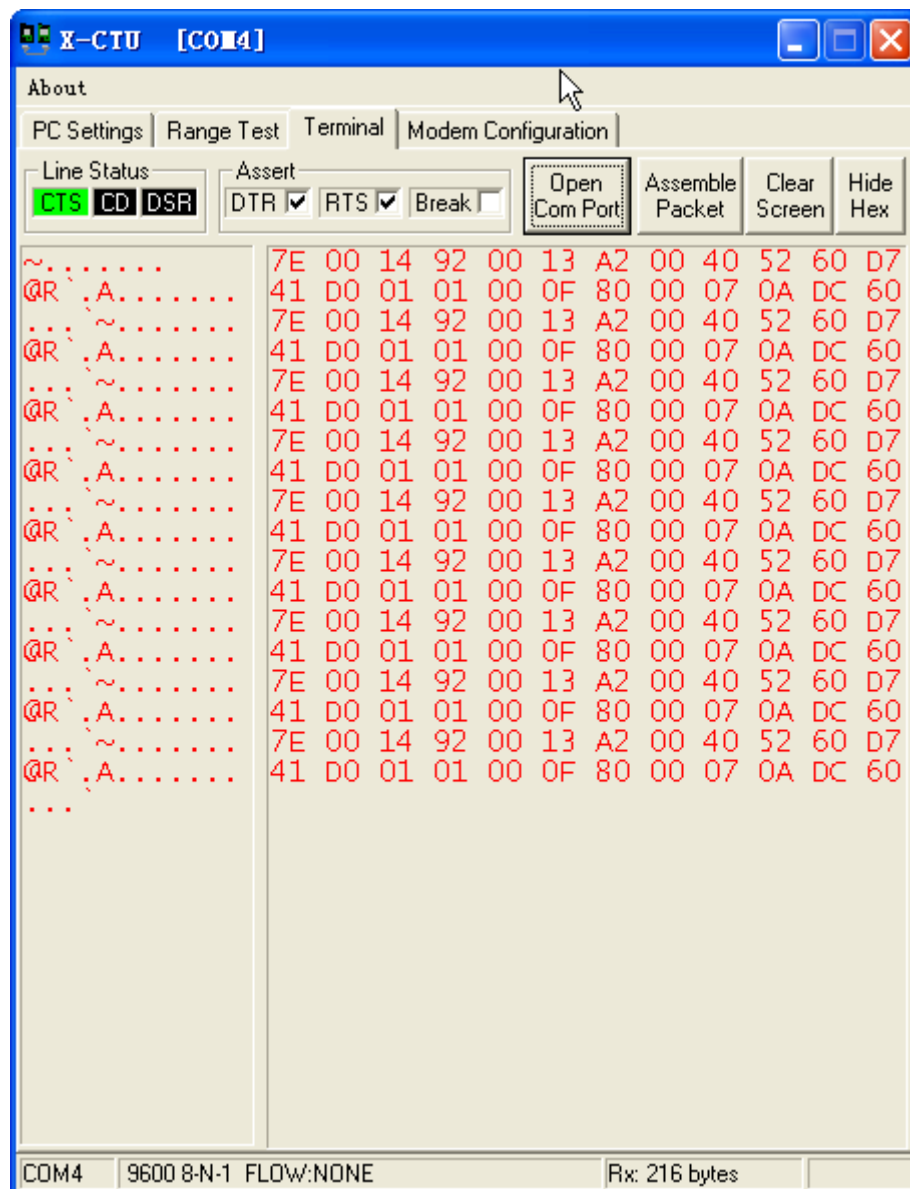 X-CTU [COM4]
About
PC Settings Range Test Terminal Modem Configuration
Line Status Assert
CTS CD DSR DTR RTS Break Open Com Port Assemble Packet Clear Screen Hide Hex
~....... 7E 00 14 92 00 13 A2 00 40 52 60 D7
@R`.A....... 41 D0 01 01 00 0F 80 00 07 0A DC 60
...`~....... 7E 00 14 92 00 13 A2 00 40 52 60 D7
@R`.A....... 41 D0 01 01 00 0F 80 00 07 0A DC 60
...`~....... 7E 00 14 92 00 13 A2 00 40 52 60 D7
@R`.A....... 41 D0 01 01 00 0F 80 00 07 0A DC 60
...`~....... 7E 00 14 92 00 13 A2 00 40 52 60 D7
@R`.A....... 41 D0 01 01 00 0F 80 00 07 0A DC 60
...`~....... 7E 00 14 92 00 13 A2 00 40 52 60 D7
@R`.A....... 41 D0 01 01 00 0F 80 00 07 0A DC 60
...`~....... 7E 00 14 92 00 13 A2 00 40 52 60 D7
@R`.A....... 41 D0 01 01 00 0F 80 00 07 0A DC 60
...`~....... 7E 00 14 92 00 13 A2 00 40 52 60 D7
@R`.A....... 41 D0 01 01 00 0F 80 00 07 0A DC 60
...`~....... 7E 00 14 92 00 13 A2 00 40 52 60 D7
@R`.A....... 41 D0 01 01 00 0F 80 00 07 0A DC 60
...`~....... 7E 00 14 92 00 13 A2 00 40 52 60 D7
@R`.A....... 41 D0 01 01 00 0F 80 00 07 0A DC 60
...`
COM4 9600 8-N-1 FLOW:NONE Rx: 216 bytes